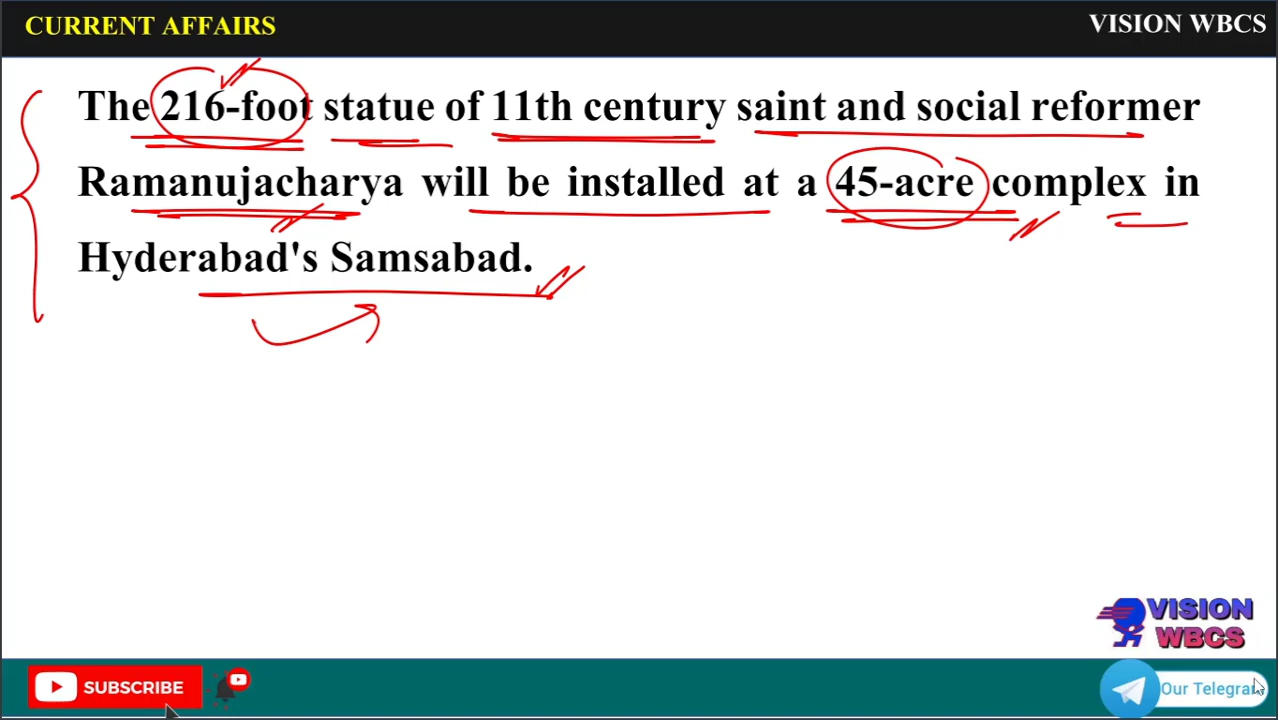 CURRENT AFFAIRS
VISION WBCS
The 216-foot statue of 11th century saint and social reformer
Ramanujacharya will be installed at a 45-acre complex in
Hyderabad's Samsabad.
VISION
WBCS
SUBSCRIBE
Our Telegram